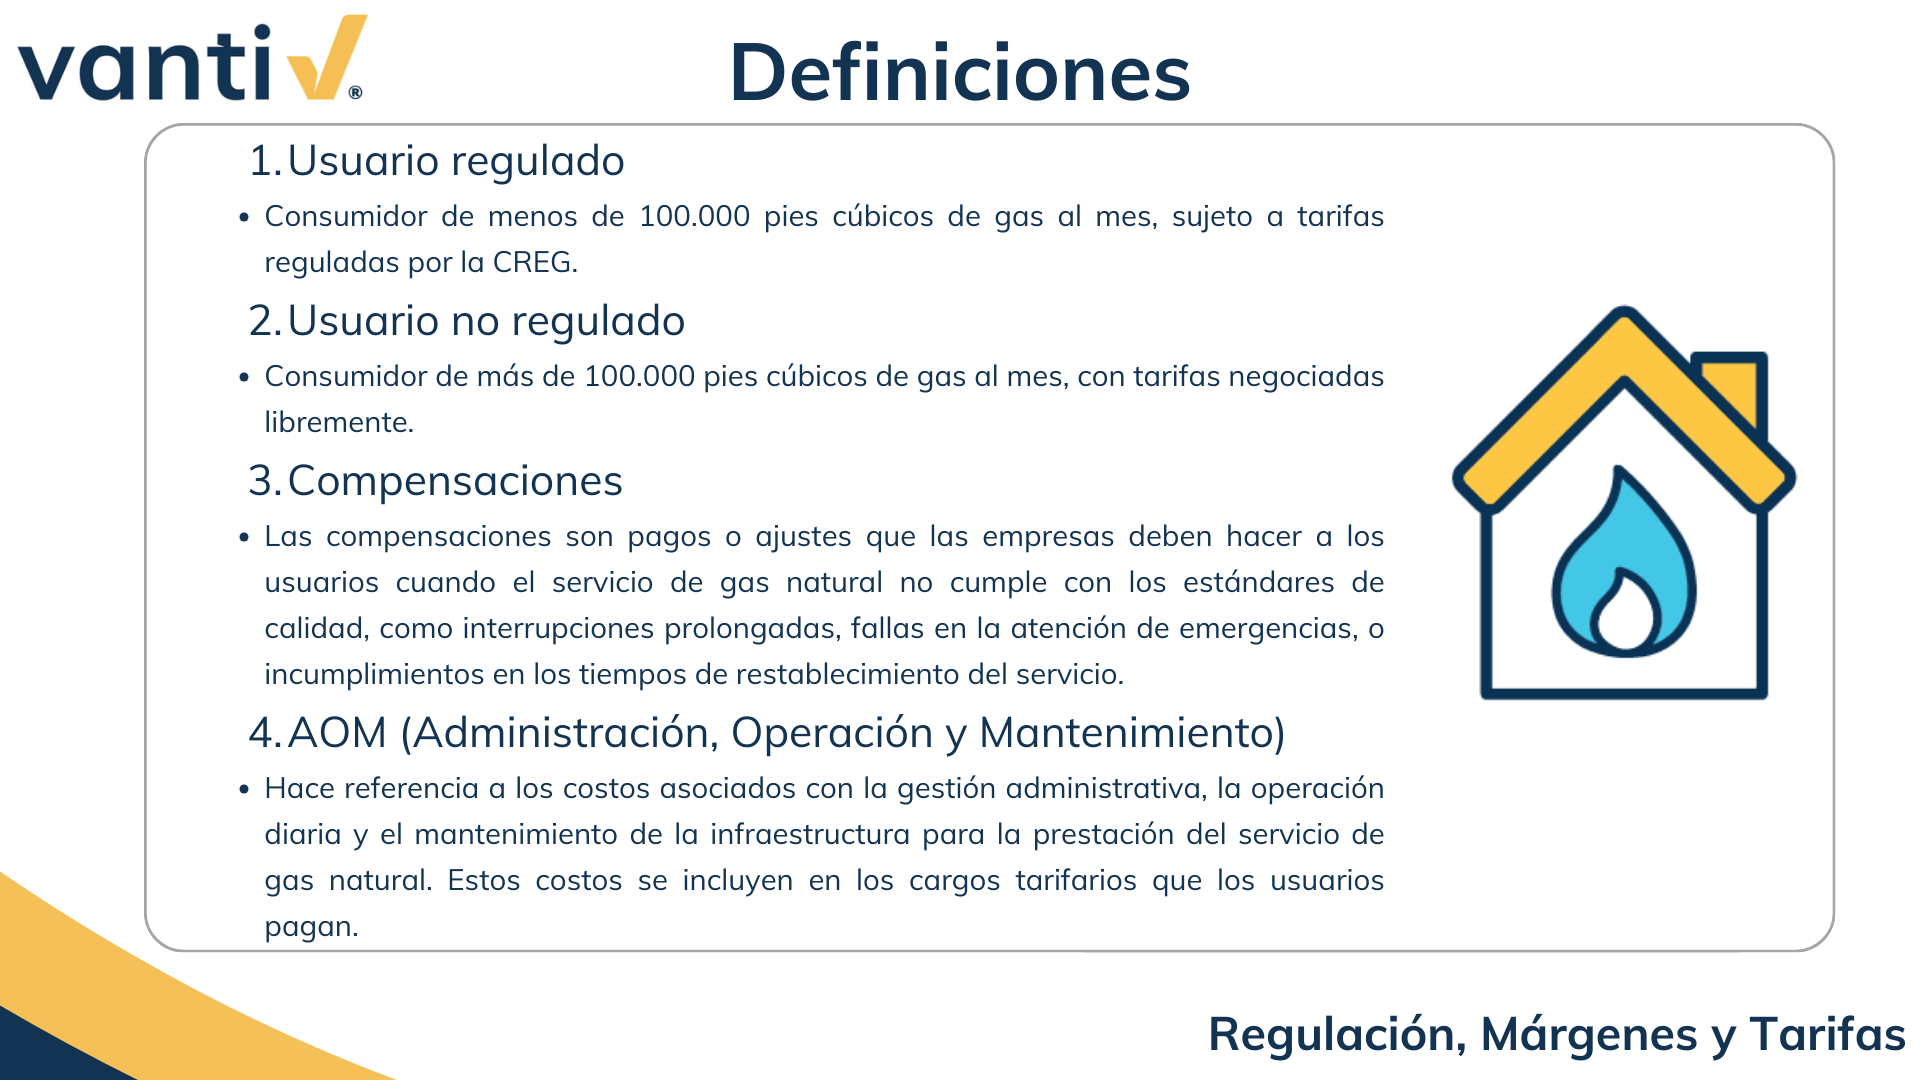 vanti ®
Definiciones
1. Usuario regulado
• Consumidor de menos de 100.000 pies cúbicos de gas al mes, sujeto a tarifas
reguladas por la CREG.
2. Usuario no regulado
• Consumidor de más de 100.000 pies cúbicos de gas al mes, con tarifas negociadas
libremente.
3. Compensaciones
• Las compensaciones son pagos o ajustes que las empresas deben hacer a los
usuarios cuando el servicio de gas natural no cumple con los estándares de
calidad, como interrupciones prolongadas, fallas en la atención de emergencias, o
incumplimientos en los tiempos de restablecimiento del servicio.
4. AOM (Administración, Operación y Mantenimiento)
• Hace referencia a los costos asociados con la gestión administrativa, la operación
diaria y el mantenimiento de la infraestructura para la prestación del servicio de
gas natural. Estos costos se incluyen en los cargos tarifarios que los usuarios
pagan.
Regulación, Márgenes y Tarifas